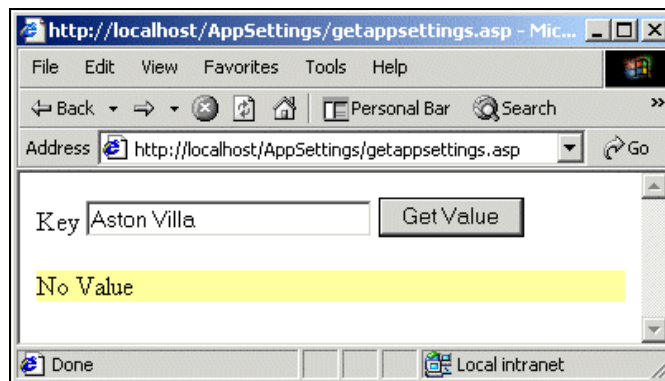 http://localhost/AppSettings/getappsettings.asp - Mic...
File Edit View Favorites Tools Help
Back Personal Bar Search »
Address http://localhost/AppSettings/getappsettings.asp Go
Key Aston Villa Get Value
No Value
Done Local intranet